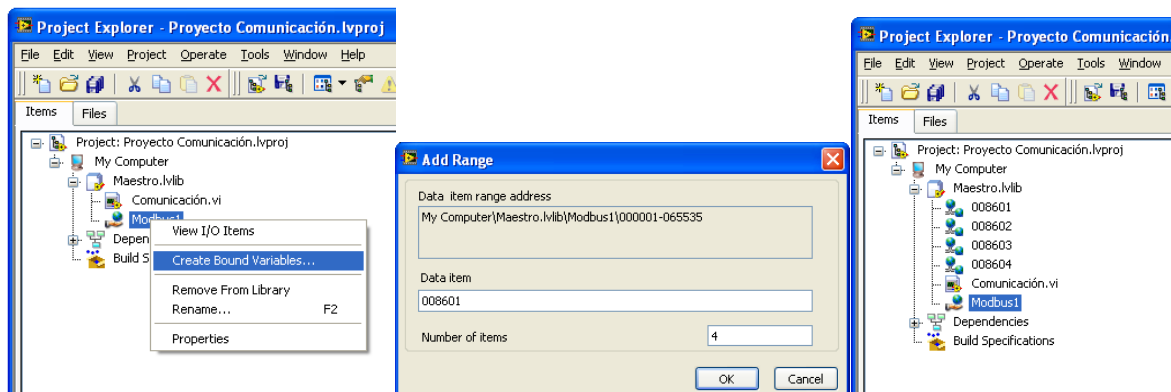 Project Explorer - Proyecto Comunicación.lvproj
File Edit View Project Operate Tools Window Help
Items Files
Project: Proyecto Comunicación.lvproj
My Computer
Maestro.lvlib
Comunicación.vi
Modbus1
Depen
Build S
View I/O Items
Create Bound Variables...
Remove From Library
Rename... F2
Properties
Add Range
Data item range address
My Computer\Maestro.lvlib\Modbus1\000001-065535
Data item
008601
Number of items 4
OK Cancel
Project Explorer - Proyecto Comunicación.
File Edit View Project Operate Tools Window
Items Files
Project: Proyecto Comunicación.lvproj
My Computer
Maestro.lvlib
008601
008602
008603
008604
Comunicación.vi
Modbus1
Dependencies
Build Specifications